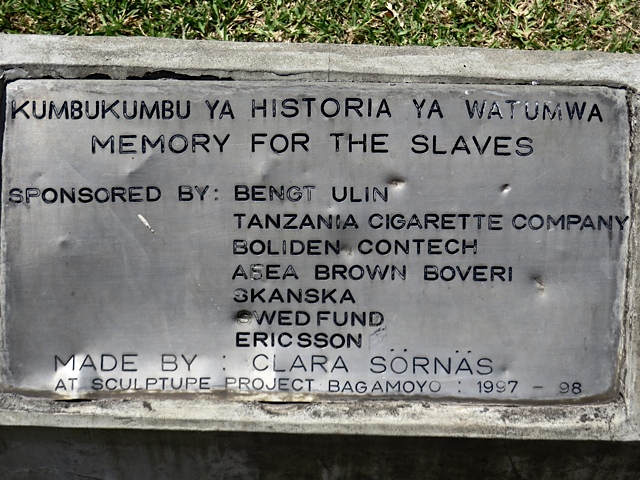 KUMBUKUMBU YA HISTORIA YA WATUMWA
MEMORY FOR THE SLAVES
SPONSORED BY: BENGT ULIN
TANZANIA CIGARETTE COMPANY
BOLIDEN CONTECH
ASEA BROWN BOVERI
SKANSKA
SWEDFUND
ERICSSON
MADE BY : CLARA SÖRNÄS
AT SCULPTUPE PROJECT BAGAMOYO : 1997 - 98